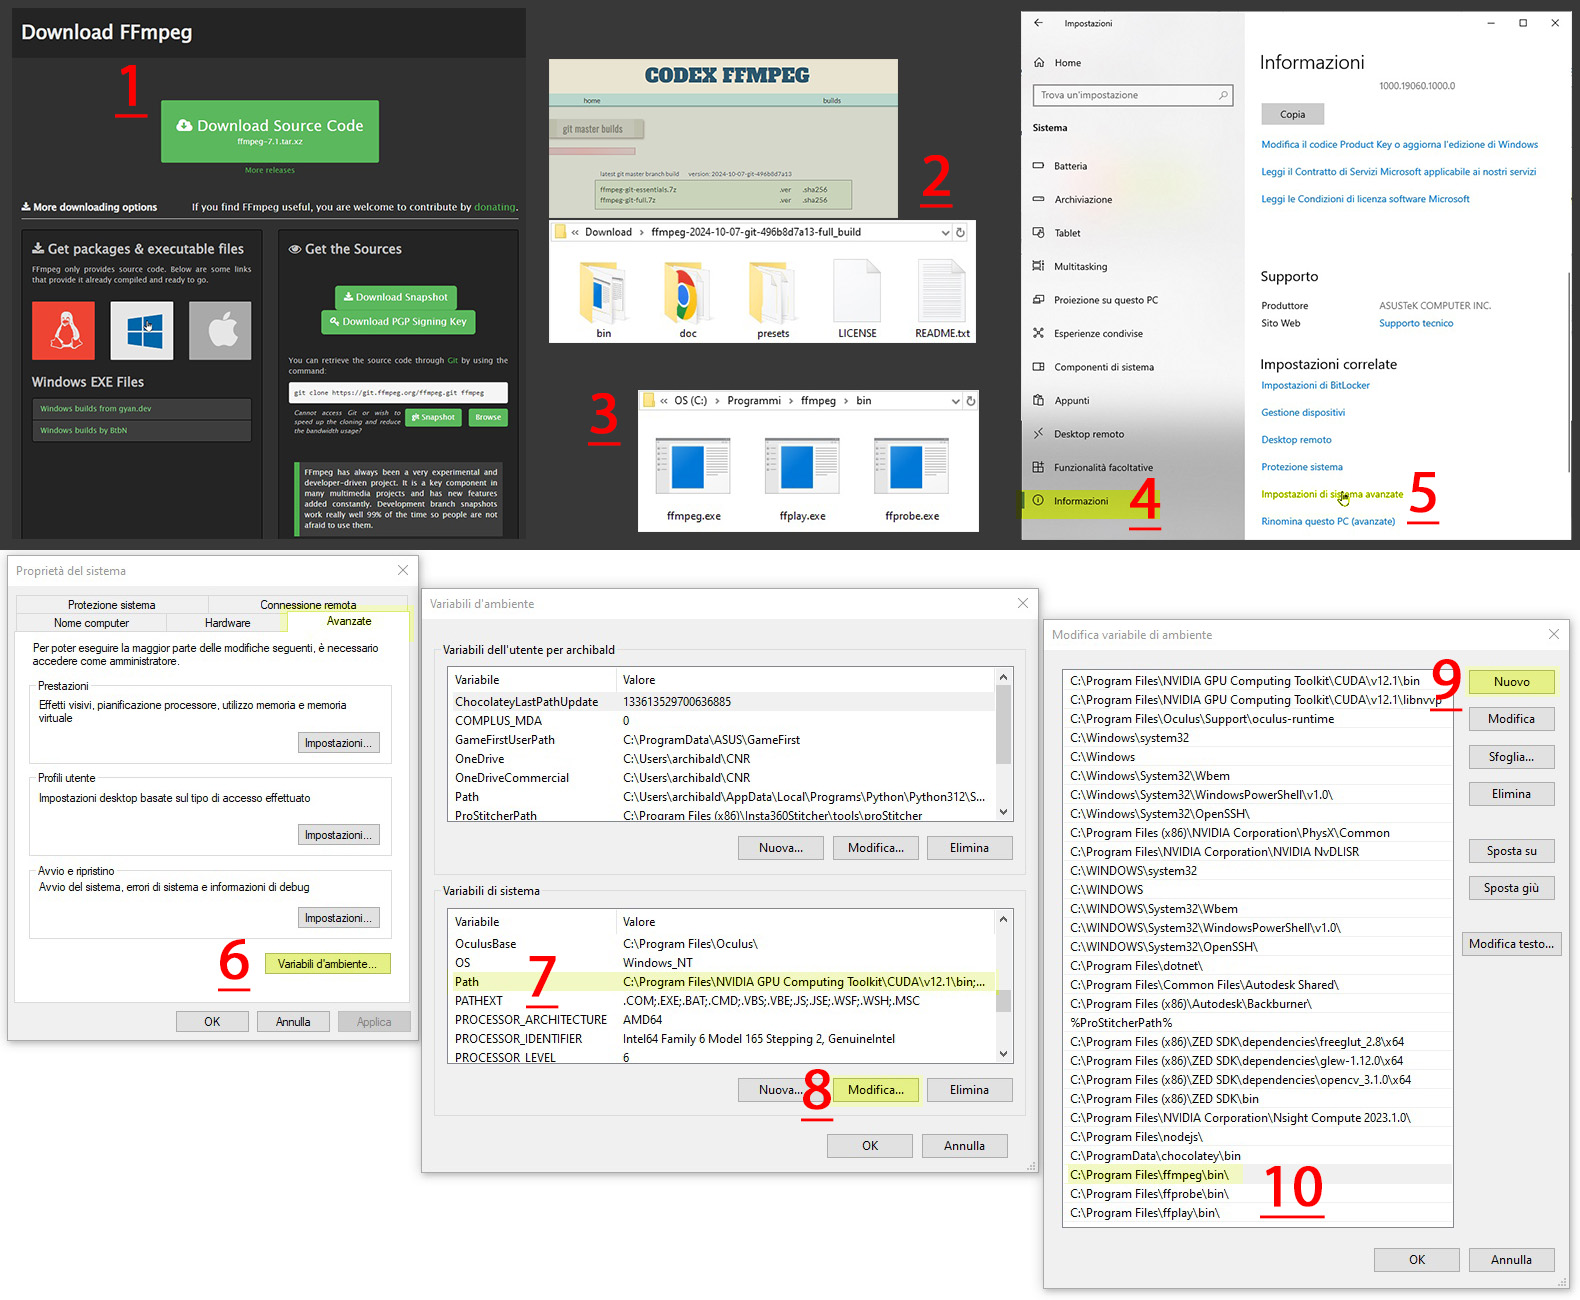 Download FFmpeg
1
Download Source Code
ffmpeg-7.1.tar.xz
More releases
More downloading options
If you find FFmpeg useful, you are welcome to contribute by donating.
Get packages & executable files
FFmpeg only provides source code. Below are some links
that provide it already compiled and ready to go.
Windows EXE Files
Windows builds from gyan.dev
Windows builds by BtbN
Get the Sources
Download Snapshot
Download PGP Signing Key
You can retrieve the source code through Git by using the
command:
git clone https://git.ffmpeg.org/ffmpeg.git ffmpeg
Cannot access Git or wish to
speed up the cloning and reduce
the bandwidth usage?
Snapshot
Browse
FFmpeg has always been a very experimental and
developer-driven project. It is a key component in
many multimedia projects and has new features
added constantly. Development branch snapshots
work really well 99% of the time so people are not
afraid to use them.
CODEX FFMPEG
home
builds
git master builds
2
latest git master branch build version: 2024-10-07-git-496b8d7a13
ffmpeg-git-essentials.7z .ver .sha256
ffmpeg-git-full.7z .ver .sha256
« Download › ffmpeg-2024-10-07-git-496b8d7a13-full_build
bin
doc
presets
LICENSE
README.txt
3
« OS (C:) › Programmi › ffmpeg › bin
ffmpeg.exe
ffplay.exe
ffprobe.exe
Impostazioni
Home
Trova un'impostazione
Sistema
Batteria
Archiviazione
Tablet
Multitasking
Proiezione su questo PC
Esperienze condivise
Componenti di sistema
Appunti
Desktop remoto
Funzionalità facoltative
Informazioni
4
Informazioni
1000.19060.1000.0
Copia
Modifica il codice Product Key o aggiorna l'edizione di Windows
Leggi il Contratto di Servizi Microsoft applicabile ai nostri servizi
Leggi le Condizioni di licenza software Microsoft
Supporto
Produttore ASUSTeK COMPUTER INC.
Sito Web Supporto tecnico
Impostazioni correlate
Impostazioni di BitLocker
Gestione dispositivi
Desktop remoto
Protezione sistema
Impostazioni di sistema avanzate
5
Rinomina questo PC (avanzate)
Proprietà del sistema
Protezione sistema
Connessione remota
Nome computer
Hardware
Avanzate
Per poter eseguire la maggior parte delle modifiche seguenti, è necessario
accedere come amministratore.
Prestazioni
Effetti visivi, pianificazione processore, utilizzo memoria e memoria
virtuale
Impostazioni...
Profili utente
Impostazioni desktop basate sul tipo di accesso effettuato
Impostazioni...
Avvio e ripristino
Avvio del sistema, errori di sistema e informazioni di debug
Impostazioni...
6
Variabili d'ambiente...
OK
Annulla
Applica
Variabili d'ambiente
Variabili dell'utente per archibald
Variabile Valore
ChocolateyLastPathUpdate 133613529700636885
COMPLUS_MDA 0
GameFirstUserPath C:\ProgramData\ASUS\GameFirst
OneDrive C:\Users\archibald\CNR
OneDriveCommercial C:\Users\archibald\CNR
Path C:\Users\archibald\AppData\Local\Programs\Python\Python312\S...
ProStitcherPath C:\Program Files (x86)\Insta360Stitcher\tools\proStitcher
Nuova...
Modifica...
Elimina
Variabili di sistema
Variabile Valore
OculusBase C:\Program Files\Oculus\
OS Windows_NT
7
Path C:\Program Files\NVIDIA GPU Computing Toolkit\CUDA\v12.1\bin;...
PATHEXT .COM;.EXE;.BAT;.CMD;.VBS;.VBE;.JS;.JSE;.WSF;.WSH;.MSC
PROCESSOR_ARCHITECTURE AMD64
PROCESSOR_IDENTIFIER Intel64 Family 6 Model 165 Stepping 2, GenuineIntel
PROCESSOR_LEVEL 6
Nuova...
8
Modifica...
Elimina
OK
Annulla
Modifica variabile di ambiente
C:\Program Files\NVIDIA GPU Computing Toolkit\CUDA\v12.1\bin
C:\Program Files\NVIDIA GPU Computing Toolkit\CUDA\v12.1\libnvvp
C:\Program Files\Oculus\Support\oculus-runtime
C:\Windows\system32
C:\Windows
C:\Windows\System32\Wbem
C:\Windows\System32\WindowsPowerShell\v1.0\
C:\Windows\System32\OpenSSH\
C:\Program Files (x86)\NVIDIA Corporation\PhysX\Common
C:\Program Files\NVIDIA Corporation\NVIDIA NvDLISR
C:\WINDOWS\system32
C:\WINDOWS
C:\WINDOWS\System32\Wbem
C:\WINDOWS\System32\WindowsPowerShell\v1.0\
C:\WINDOWS\System32\OpenSSH\
C:\Program Files\dotnet\
C:\Program Files\Common Files\Autodesk Shared\
C:\Program Files (x86)\Autodesk\Backburner\
%ProStitcherPath%
C:\Program Files (x86)\ZED SDK\dependencies\freeglut_2.8\x64
C:\Program Files (x86)\ZED SDK\dependencies\glew-1.12.0\x64
C:\Program Files (x86)\ZED SDK\dependencies\opencv_3.1.0\x64
C:\Program Files (x86)\ZED SDK\bin
C:\Program Files\NVIDIA Corporation\Nsight Compute 2023.1.0\
C:\Program Files\nodejs\
C:\ProgramData\chocolatey\bin
C:\Program Files\ffmpeg\bin\
C:\Program Files\ffprobe\bin\
C:\Program Files\ffplay\bin\
10
9
Nuovo
Modifica
Sfoglia...
Elimina
Sposta su
Sposta giù
Modifica testo...
OK
Annulla